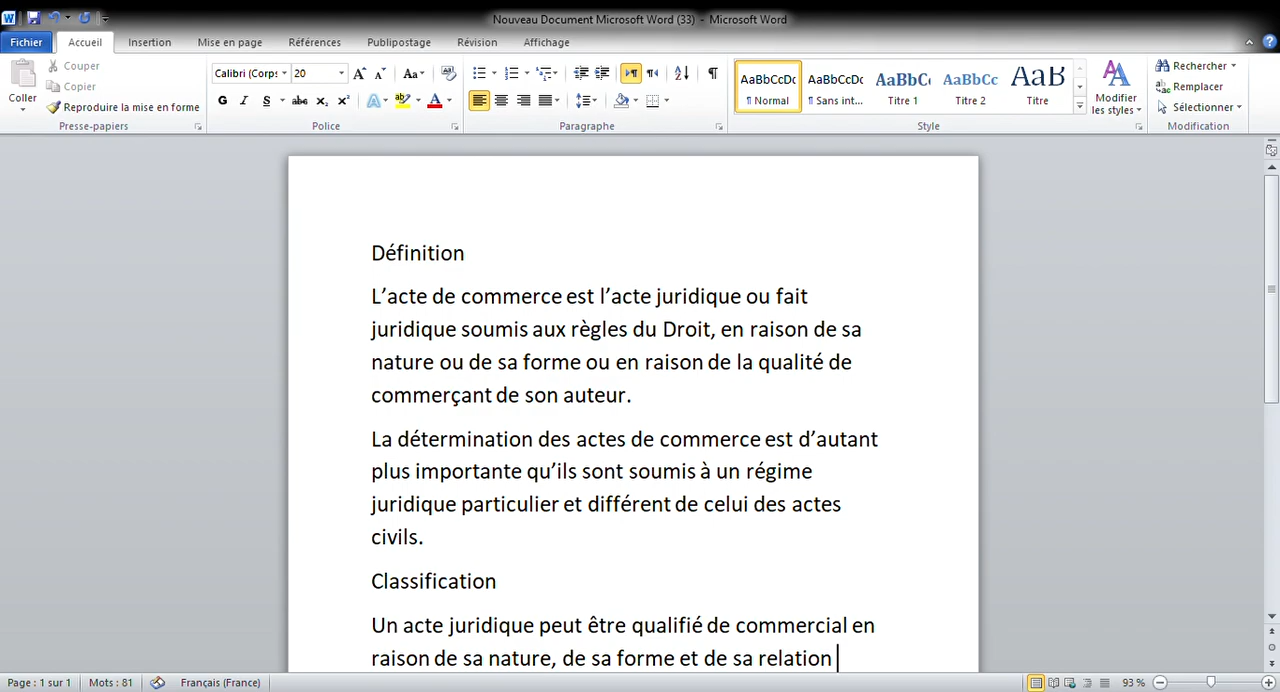 Nouveau Document Microsoft Word (33) - Microsoft Word
Fichier Accueil Insertion Mise en page Références Publipostage Révision Affichage
Coller
Couper
Copier
Reproduire la mise en forme
Presse-papiers
Calibri (Corps 20
G I S abc x₂ x²
Police
Paragraphe
AaBbCcDc AaBbCcDc AaBbC AaBbCc AaB
¶ Normal ¶ Sans int... Titre 1 Titre 2 Titre
Style
Modifier
les styles
Rechercher
Remplacer
Sélectionner
Modification
Définition
L’acte de commerce est l’acte juridique ou fait
juridique soumis aux règles du Droit, en raison de sa
nature ou de sa forme ou en raison de la qualité de
commerçant de son auteur.
La détermination des actes de commerce est d’autant
plus importante qu’ils sont soumis à un régime
juridique particulier et différent de celui des actes
civils.
Classification
Un acte juridique peut être qualifié de commercial en
raison de sa nature, de sa forme et de sa relation
Page : 1 sur 1 Mots : 81 Français (France) 93 %